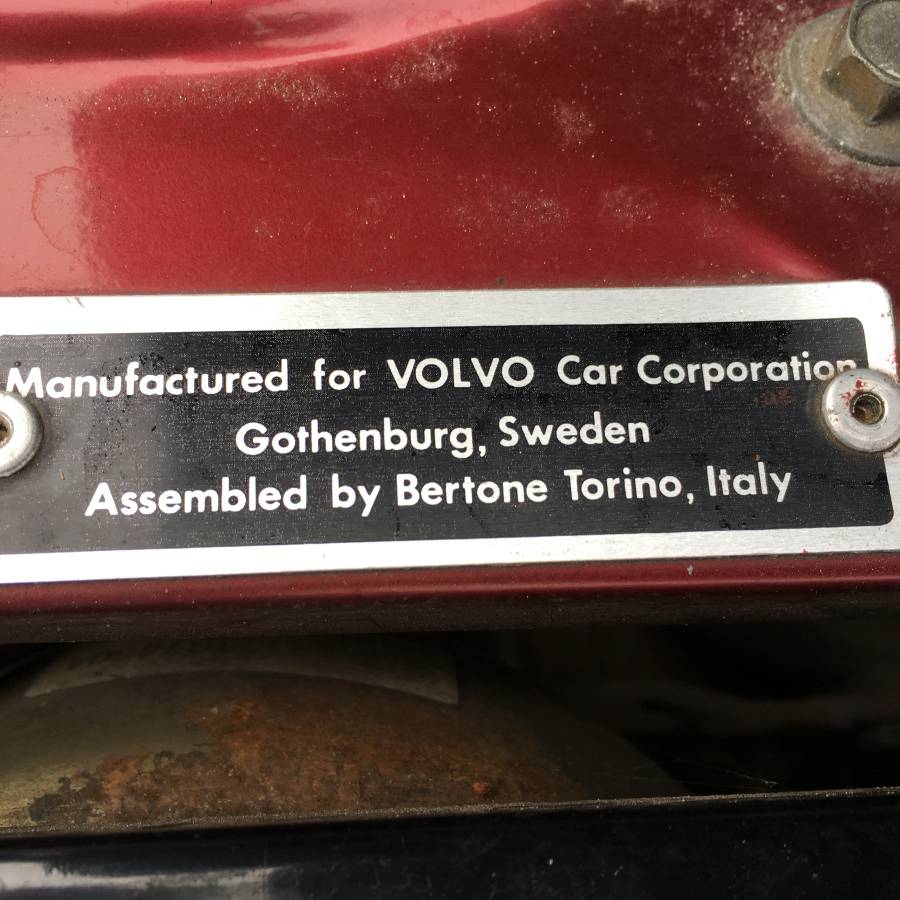 Manufactured for VOLVO Car Corporation
Gothenburg, Sweden
Assembled by Bertone Torino, Italy